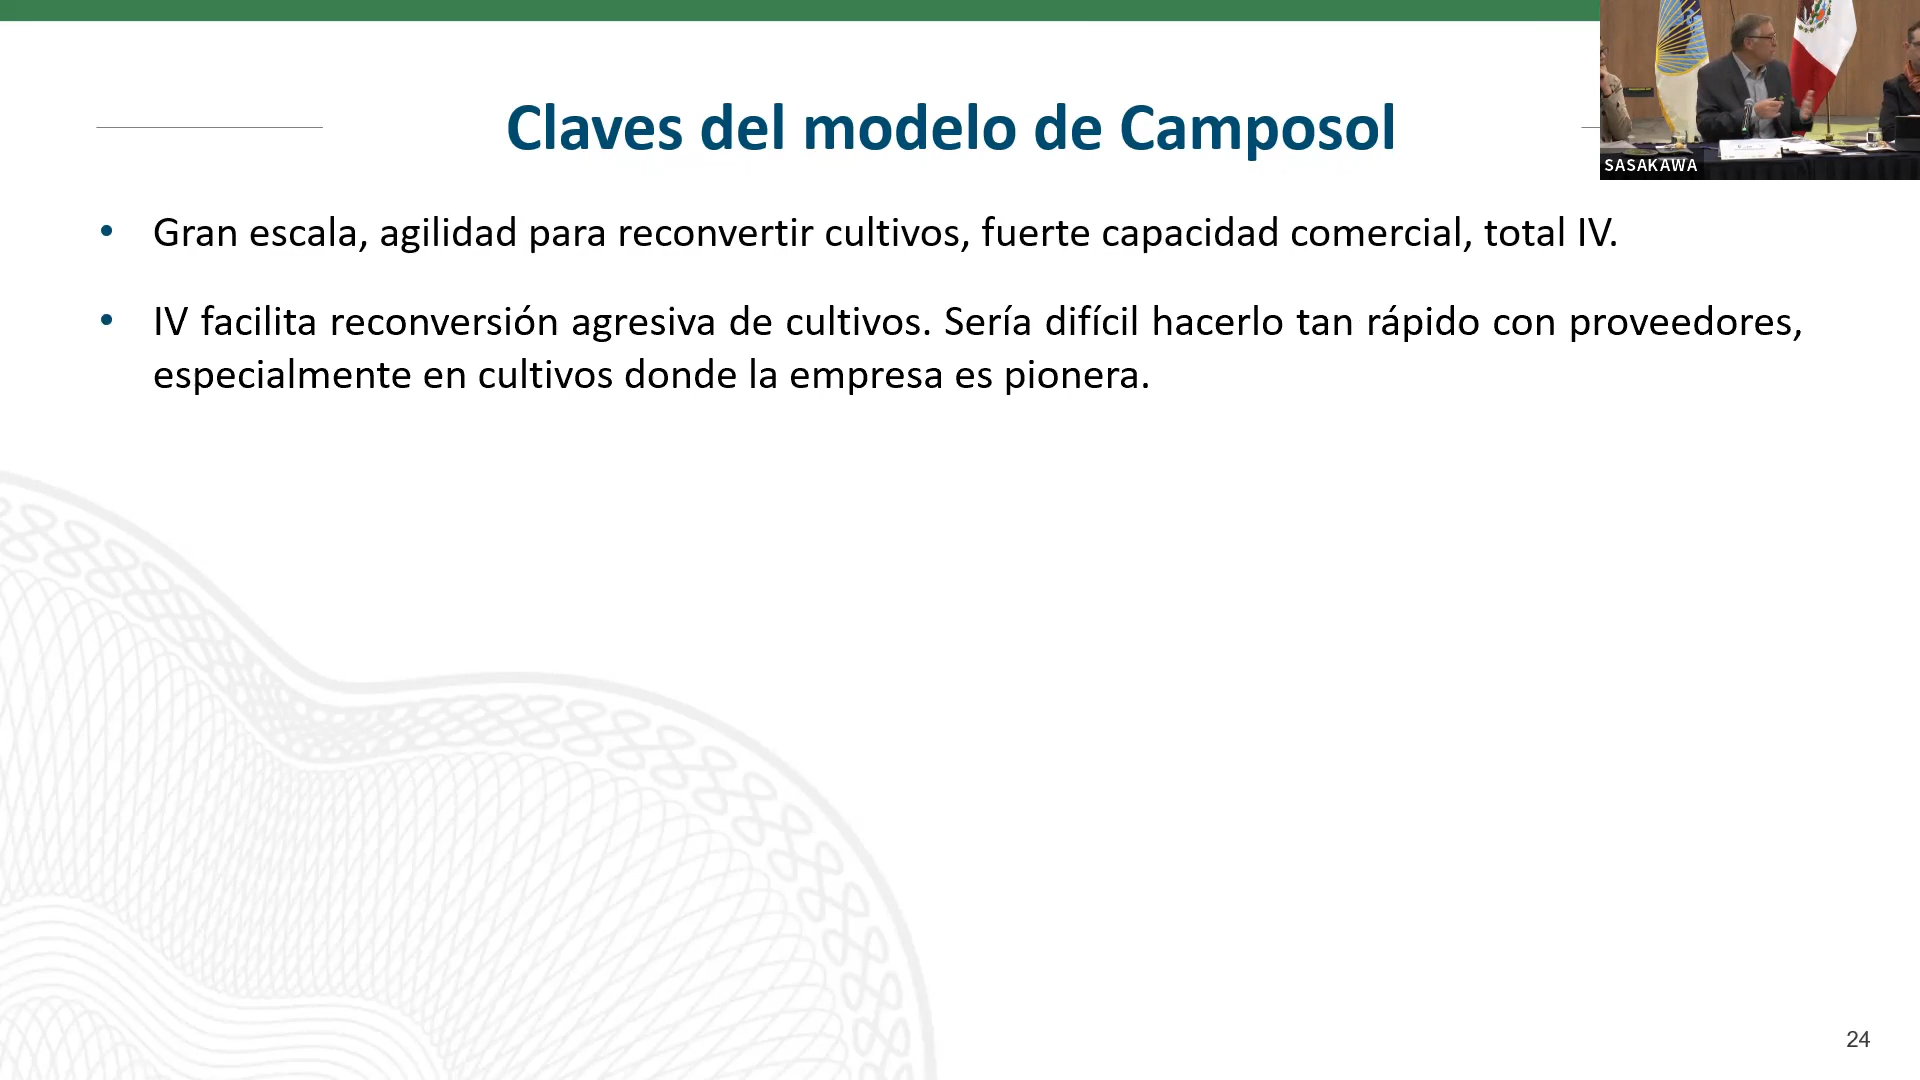 Claves del modelo de Camposol
SASAKAWA
• Gran escala, agilidad para reconvertir cultivos, fuerte capacidad comercial, total IV.
• IV facilita reconversión agresiva de cultivos. Sería difícil hacerlo tan rápido con proveedores,
especialmente en cultivos donde la empresa es pionera.
24